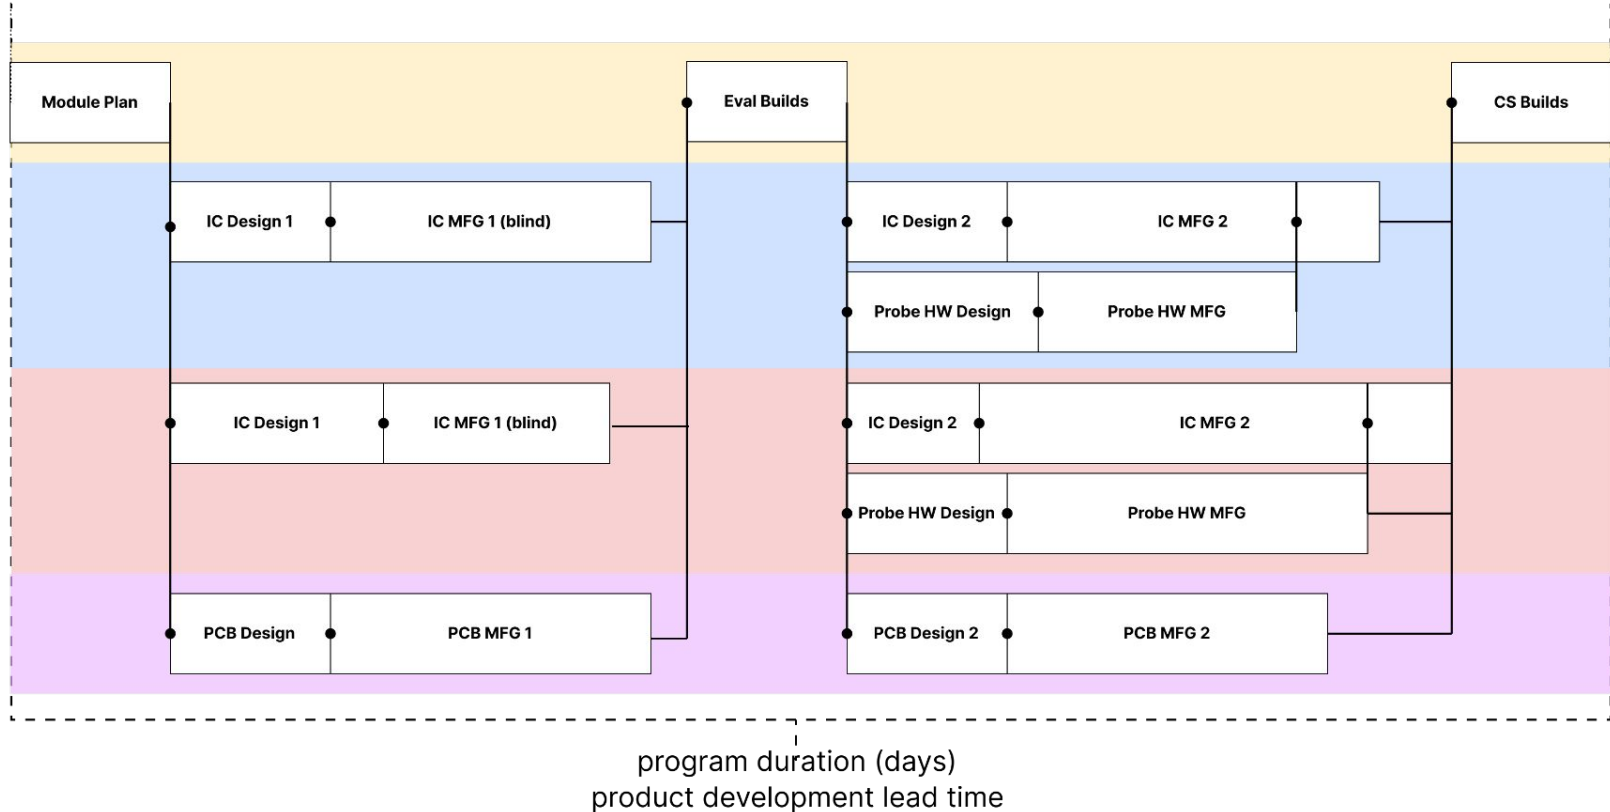 Module Plan
Eval Builds
CS Builds
IC Design 1
IC MFG 1 (blind)
IC Design 2
IC MFG 2
Probe HW Design
Probe HW MFG
IC Design 1
IC MFG 1 (blind)
IC Design 2
IC MFG 2
Probe HW Design
Probe HW MFG
PCB Design
PCB MFG 1
PCB Design 2
PCB MFG 2
program duration (days)
product development lead time